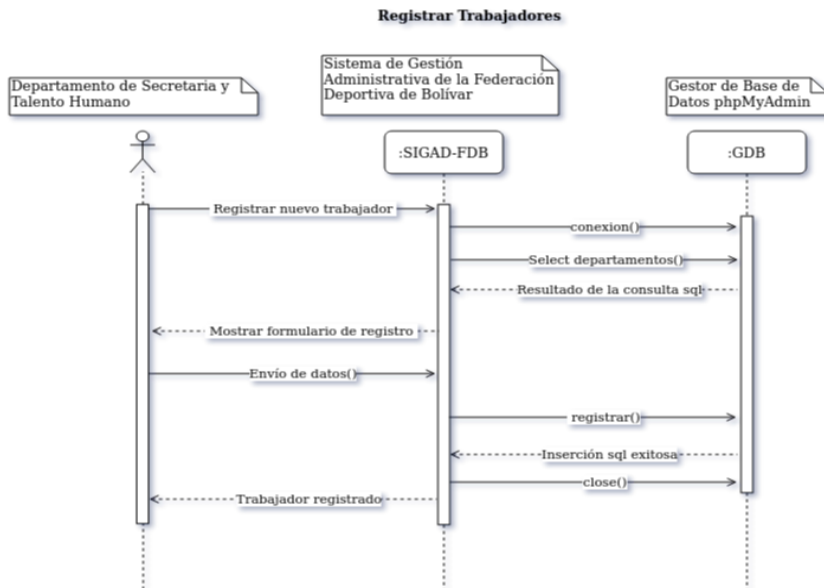 Registrar Trabajadores
Departamento de Secretaria y
Talento Humano
Sistema de Gestión
Administrativa de la Federación
Deportiva de Bolívar
Gestor de Base de
Datos phpMyAdmin
:SIGAD-FDB
:GDB
Registrar nuevo trabajador
conexion()
Select departamentos()
Resultado de la consulta sql
Mostrar formulario de registro
Envío de datos()
registrar()
Inserción sql exitosa
close()
Trabajador registrado